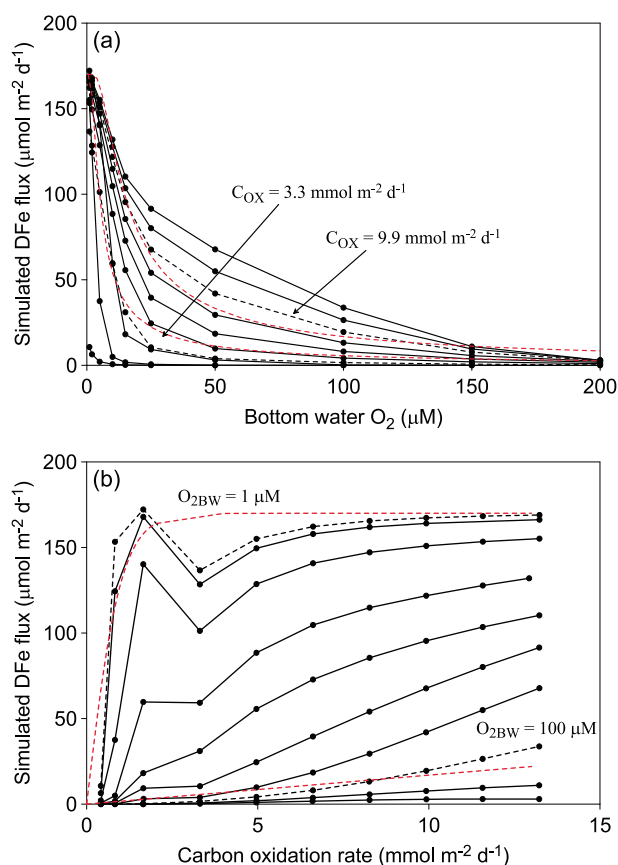 (a)
200
150
100
50
0
Simulated DFe flux (μmol m⁻² d⁻¹)
C_OX = 3.3 mmol m⁻² d⁻¹
C_OX = 9.9 mmol m⁻² d⁻¹
0 50 100 150 200
Bottom water O₂ (μM)
(b)
200
150
100
50
0
Simulated DFe flux (μmol m⁻² d⁻¹)
O₂BW = 1 μM
O₂BW = 100 μM
0 5 10 15
Carbon oxidation rate (mmol m⁻² d⁻¹)